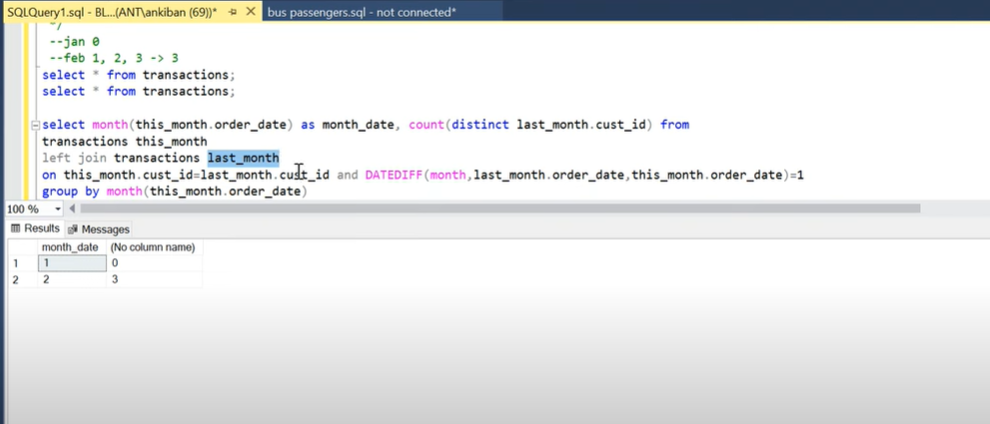 SQLQuery1.sql - BL...(ANT\ankiban (69))* bus passengers.sql - not connected*
--jan 0
--feb 1, 2, 3 -> 3
select * from transactions;
select * from transactions;
select month(this_month.order_date) as month_date, count(distinct last_month.cust_id) from
transactions this_month
left join transactions last_month
on this_month.cust_id=last_month.cust_id and DATEDIFF(month,last_month.order_date,this_month.order_date)=1
group by month(this_month.order_date)
100 %
Results Messages
month_date (No column name)
1 1 0
2 2 3